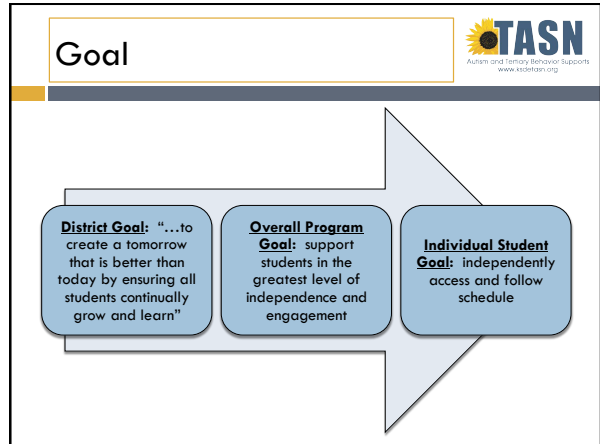 Goal
TASN
Autism and Tertiary Behavior Supports
www.ksdetasn.org
District Goal: “…to
create a tomorrow
that is better than
today by ensuring all
students continually
grow and learn”
Overall Program
Goal: support
students in the
greatest level of
independence and
engagement
Individual Student
Goal: independently
access and follow
schedule